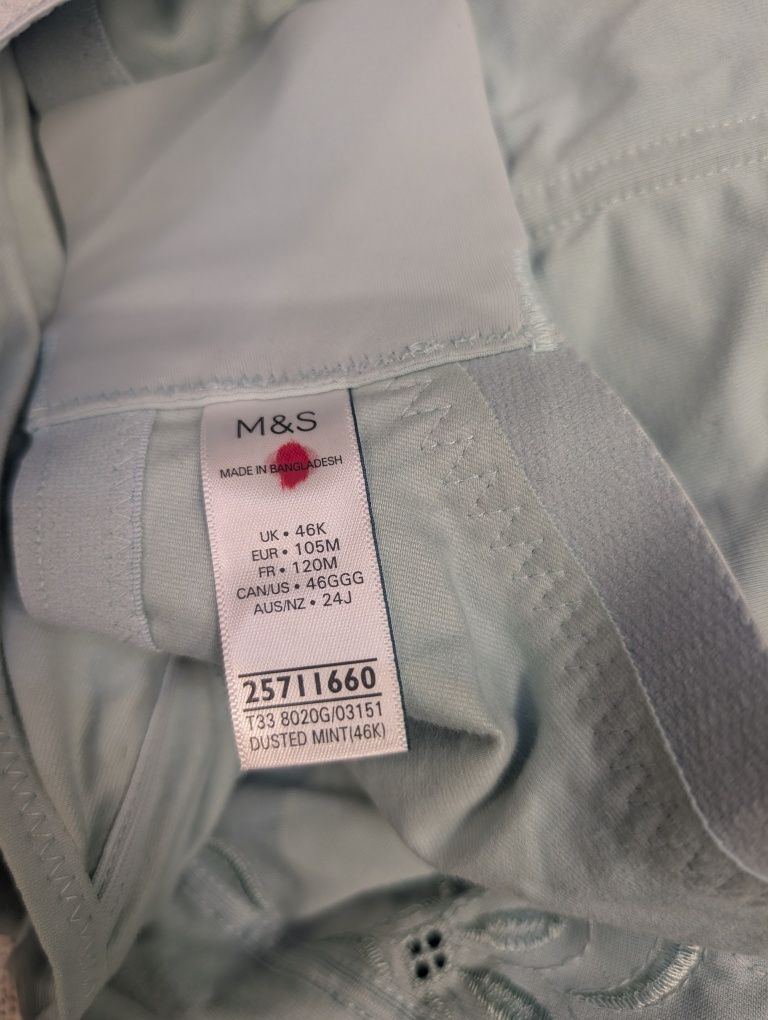 M&S
MADE IN BANGLADESH
UK • 46K
EUR • 105M
FR • 120M
CAN/US • 46GGG
AUS/NZ • 24J
25711660
T33 8020G/03151
DUSTED MINT(46K)